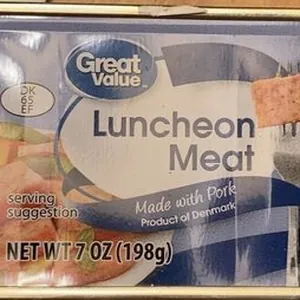 Great
Value
DK
65
EF
Luncheon
Meat
serving
suggestion
Made with Pork
Product of Denmark
NET WT 7 OZ (198g)